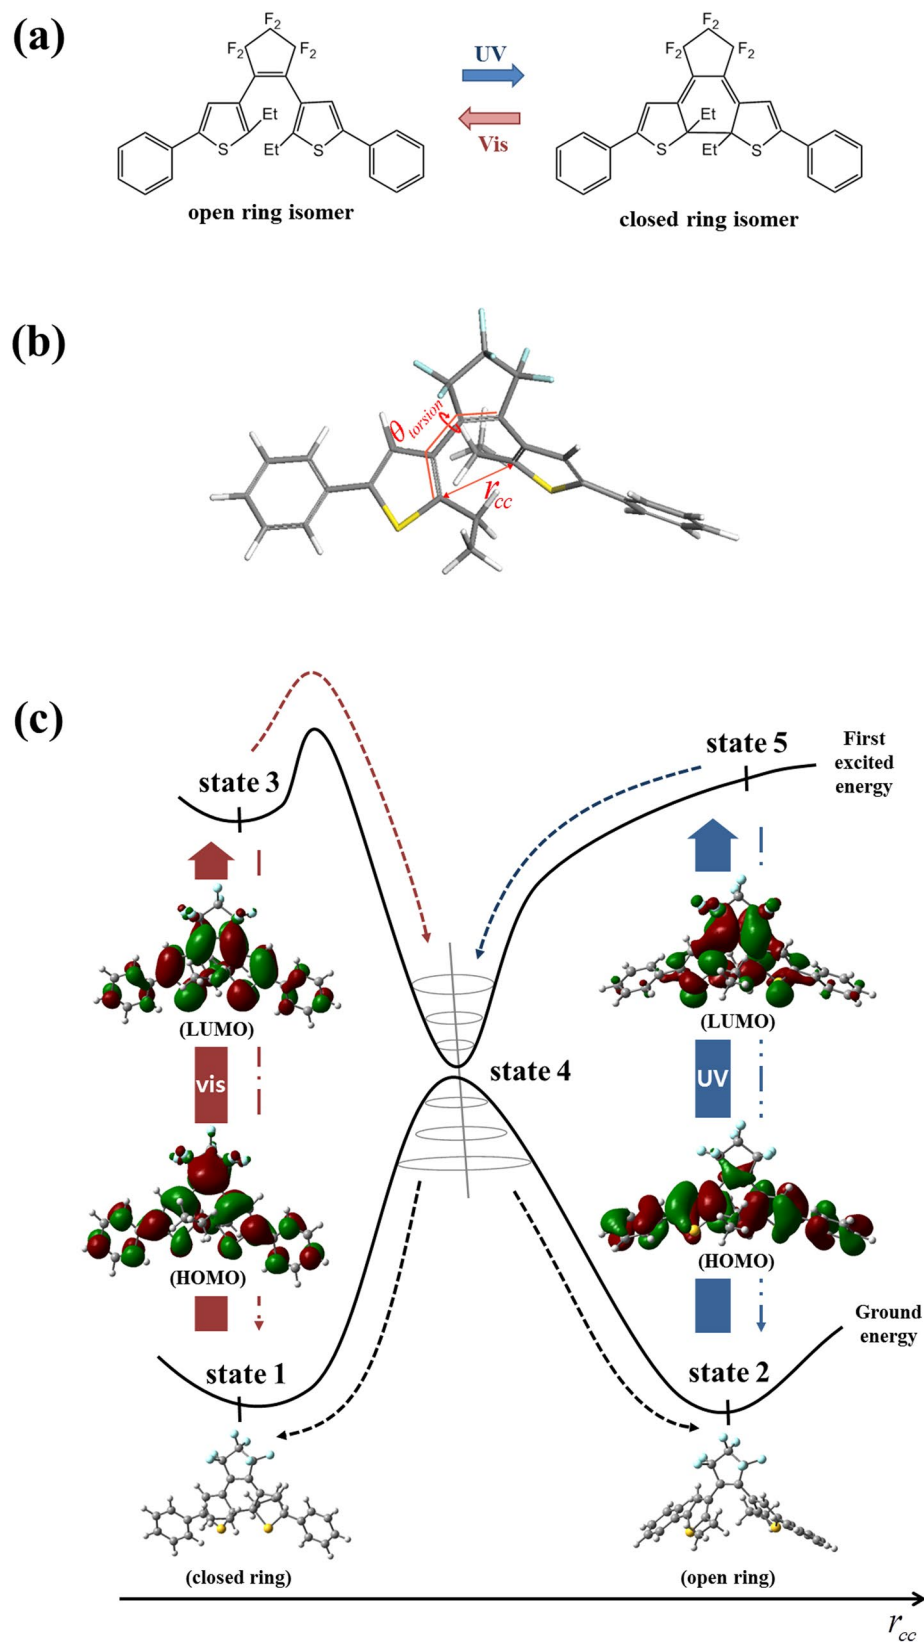 (a)
F₂
F₂ F₂
Et
S
Et
S
open ring isomer
UV
Vis
F₂
F₂ F₂
Et
S
Et
S
closed ring isomer
(b)
θtorsion
rcc
(c)
state 3
state 5
First
excited
energy
(LUMO)
(LUMO)
vis
state 4
UV
(HOMO)
(HOMO)
Ground
energy
state 1
state 2
(closed ring)
(open ring)
rcc